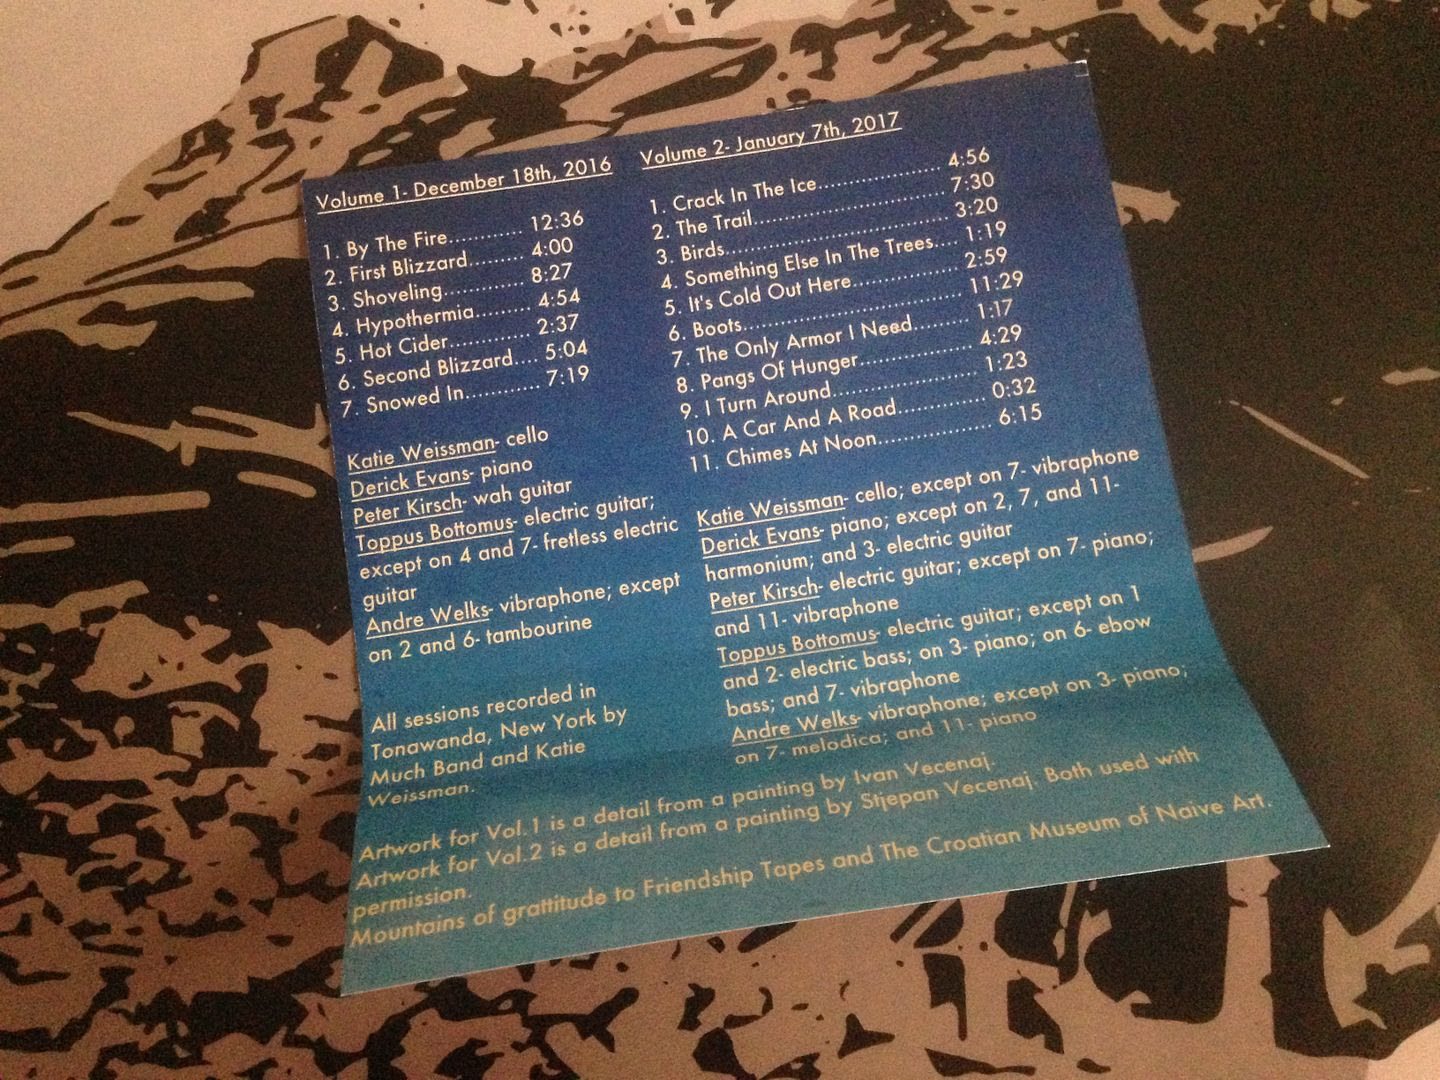 Volume 1- December 18th, 2016
1. By The Fire............ 12:36
2. First Blizzard......... 4:00
3. Shoveling............. 8:27
4. Hypothermia......... 4:54
5. Hot Cider.............. 2:37
6. Second Blizzard.... 5:04
7. Snowed In............ 7:19
Katie Weissman- cello
Derick Evans- piano
Peter Kirsch- wah guitar
Toppus Bottomus- electric guitar;
except on 4 and 7- fretless electric
guitar
Andre Welks- vibraphone; except
on 2 and 6- tambourine
All sessions recorded in
Tonawanda, New York by
Much Band and Katie
Weissman.
Volume 2- January 7th, 2017
1. Crack In The Ice.................... 4:56
2. The Trail................................ 7:30
3. Birds..................................... 3:20
4. Something Else In The Trees.... 1:19
5. It's Cold Out Here................. 2:59
6. Boots................................... 11:29
7. The Only Armor I Need......... 1:17
8. Pangs Of Hunger.................. 4:29
9. I Turn Around....................... 1:23
10. A Car And A Road.............. 0:32
11. Chimes At Noon................... 6:15
Katie Weissman- cello; except on 7- vibraphone
Derick Evans- piano; except on 2, 7, and 11-
harmonium; and 3- electric guitar
Peter Kirsch- electric guitar; except on 7- piano;
and 11- vibraphone
Toppus Bottomus- electric guitar; except on 1
and 2- electric bass; on 3- piano; on 6- ebow
bass; and 7- vibraphone
Andre Welks- vibraphone; except on 3- piano;
on 7- melodica; and 11- piano
Artwork for Vol.1 is a detail from a painting by Ivan Vecenaj.
Artwork for Vol.2 is a detail from a painting by Stjepan Vecenaj. Both used with
permission.
Mountains of grattitude to Friendship Tapes and The Croatian Museum of Naive Art.